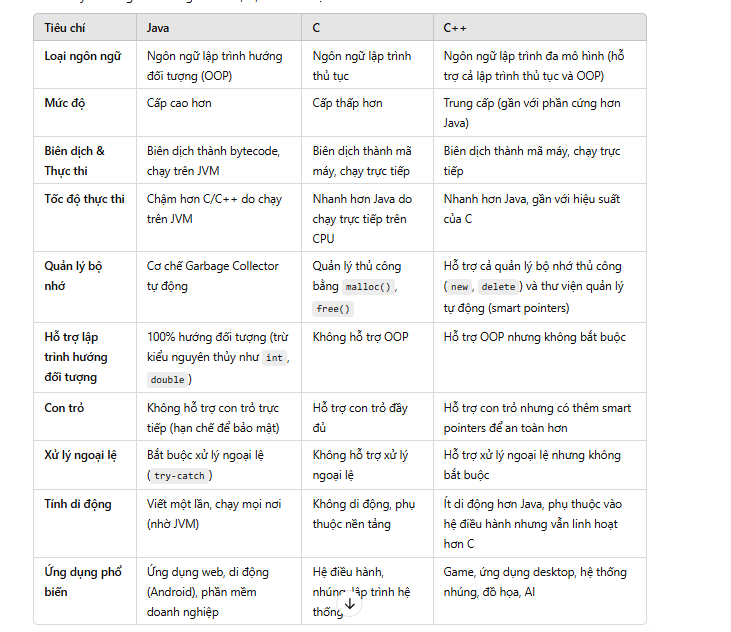 Tiêu chí Java C C++
Loại ngôn ngữ Ngôn ngữ lập trình hướng Ngôn ngữ lập trình Ngôn ngữ lập trình đa mô hình (hỗ
đối tượng (OOP) thủ tục trợ cả lập trình thủ tục và OOP)
Mức độ Cấp cao hơn Cấp thấp hơn Trung cấp (gần với phần cứng hơn
Java)
Biên dịch & Biên dịch thành bytecode, Biên dịch thành mã Biên dịch thành mã máy, chạy trực
Thực thi chạy trên JVM máy, chạy trực tiếp tiếp
Tốc độ thực thi Chậm hơn C/C++ do chạy Nhanh hơn Java do Nhanh hơn Java, gần với hiệu suất
trên JVM chạy trực tiếp trên của C
CPU
Quản lý bộ Cơ chế Garbage Collector Quản lý thủ công Hỗ trợ cả quản lý bộ nhớ thủ công
nhớ tự động bằng malloc(), (new, delete) và thư viện quản lý
free() tự động (smart pointers)
Hỗ trợ lập 100% hướng đối tượng (trừ Không hỗ trợ OOP Hỗ trợ OOP nhưng không bắt buộc
trình hướng kiểu nguyên thủy như int,
đối tượng double)
Con trỏ Không hỗ trợ con trỏ trực Hỗ trợ con trỏ đầy Hỗ trợ con trỏ nhưng có thêm smart
tiếp (hạn chế để bảo mật) đủ pointers để an toàn hơn
Xử lý ngoại lệ Bắt buộc xử lý ngoại lệ Không hỗ trợ xử lý Hỗ trợ xử lý ngoại lệ nhưng không
(try-catch) ngoại lệ bắt buộc
Tính di động Viết một lần, chạy mọi nơi Không di động, phụ Ít di động hơn Java, phụ thuộc vào
(nhờ JVM) thuộc nền tảng hệ điều hành nhưng vẫn linh hoạt
hơn C
Ứng dụng phổ Ứng dụng web, di động Hệ điều hành, Game, ứng dụng desktop, hệ thống
biến (Android), phần mềm nhúng, lập trình hệ nhúng, đồ họa, AI
doanh nghiệp thống